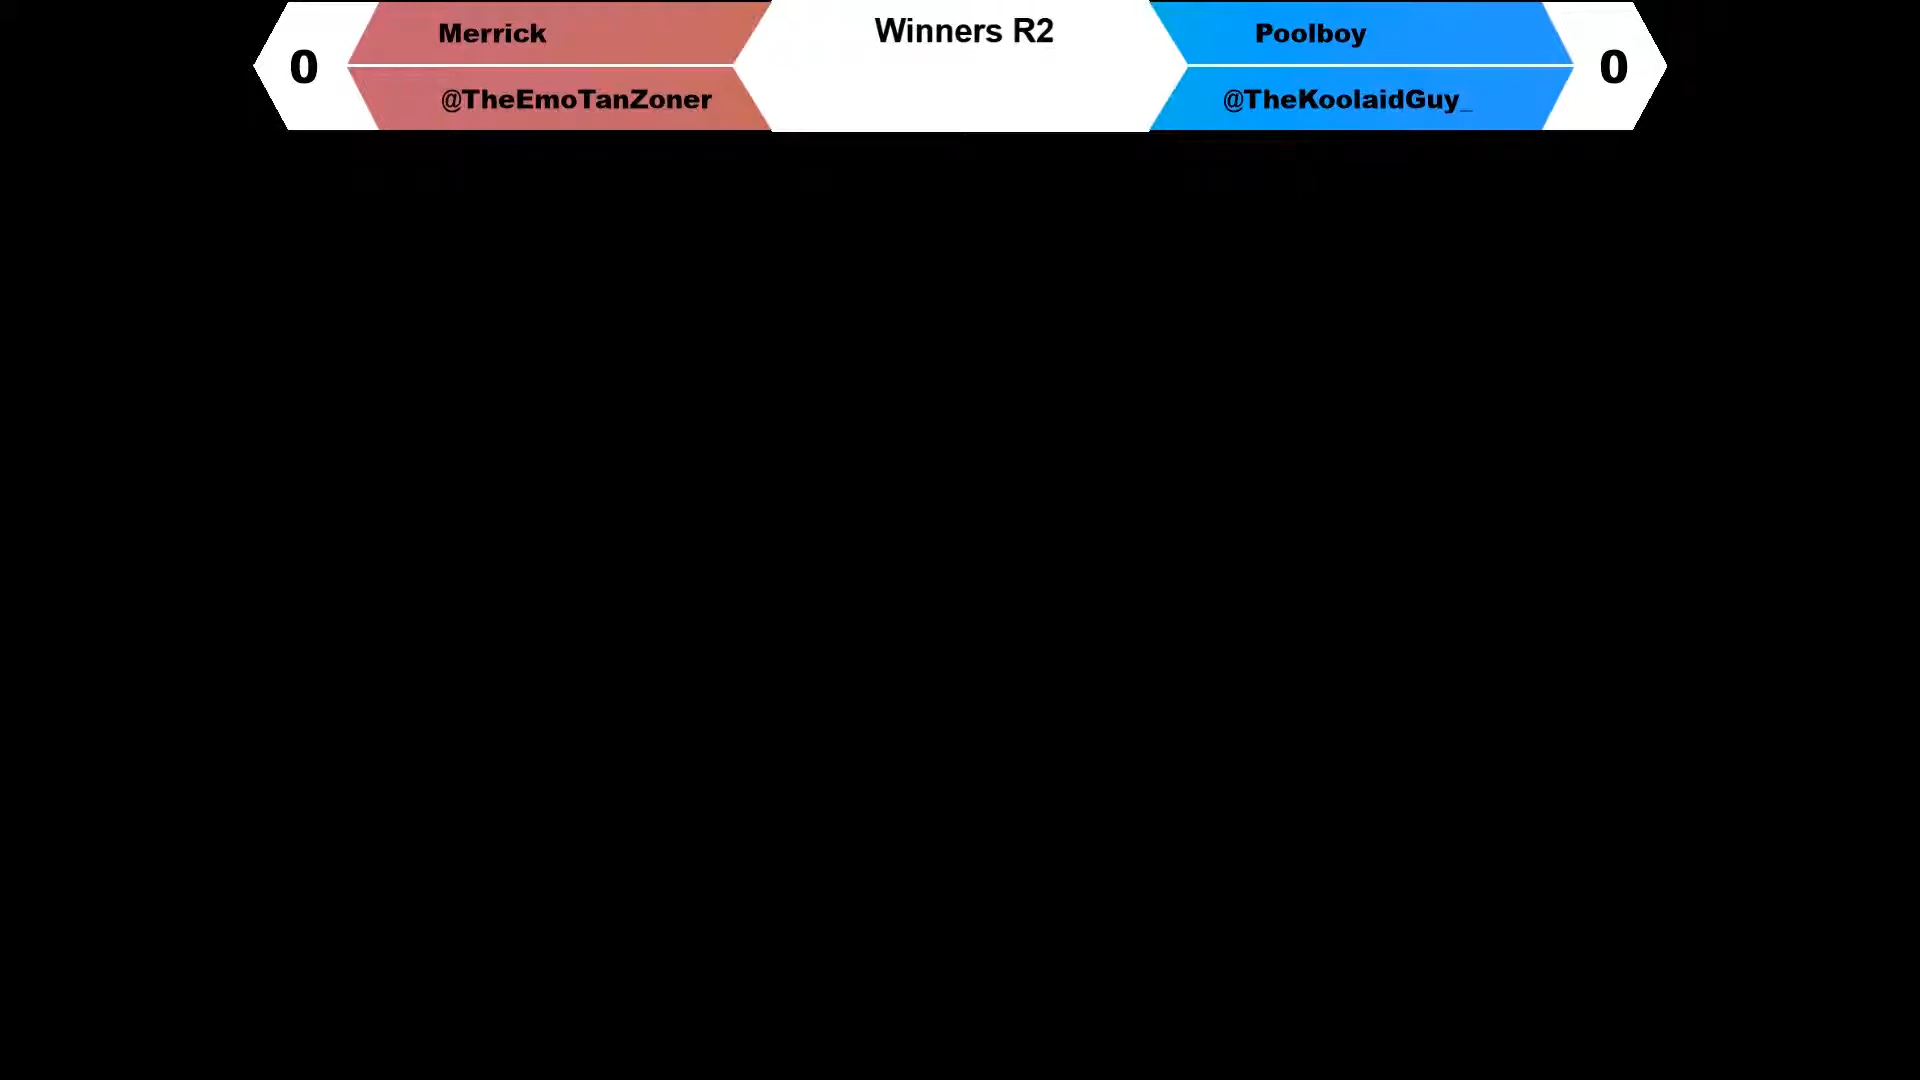 0
Merrick
@TheEmoTanZoner
Winners R2
Poolboy
@TheKoolaidGuy_
0